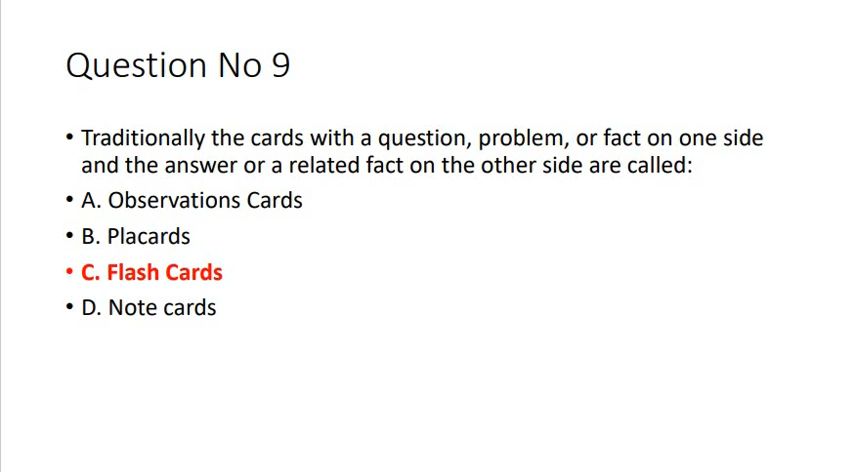 Question No 9
• Traditionally the cards with a question, problem, or fact on one side
and the answer or a related fact on the other side are called:
• A. Observations Cards
• B. Placards
• C. Flash Cards
• D. Note cards